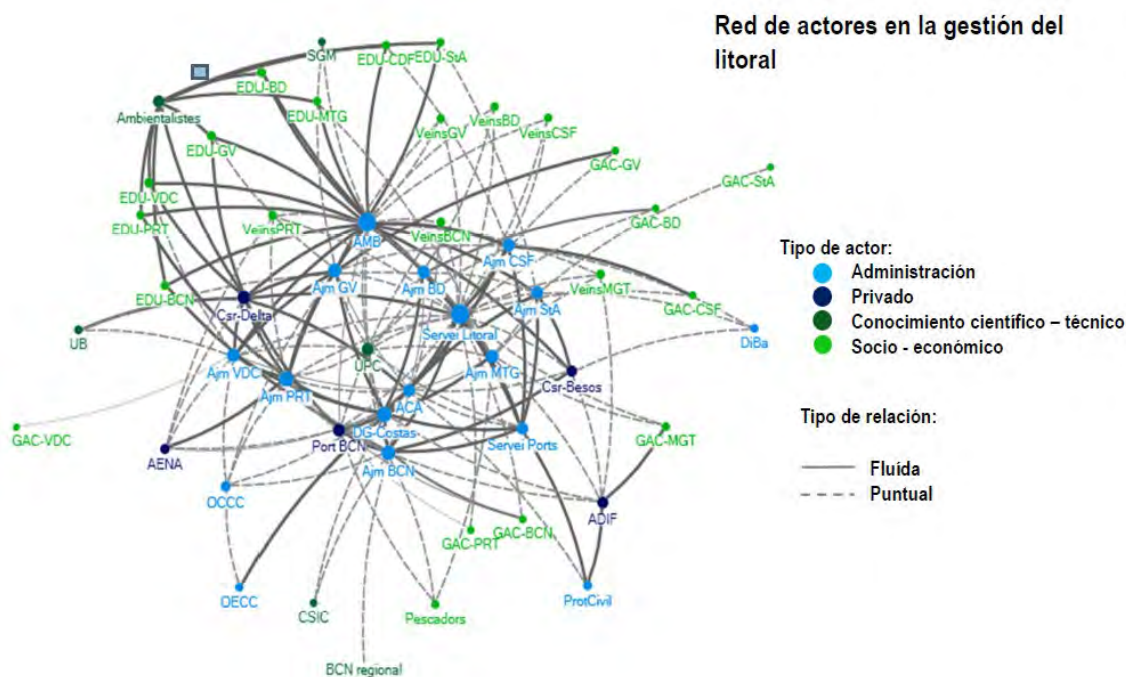 Red de actores en la gestión del
litoral
SGM
EDU-CDF
EDU-StA
EDU-BD
EDU-MTG
Ambientalistes
VeinsGV
VeinsBD
VeinsCSF
EDU-GV
GAC-GV
GAC-StA
EDU-VDC
EDU-PRT
VeinsPRT
AMB
VeinsBCN
GAC-BD
Ajm CSF
Ajm GV
Ajm BD
VeinsMGT
EDU-BCN
Csr-Delta
Ajm StA
GAC-CSF
Servei Litoral
DiBa
UB
Ajm VDC
UPC
Ajm MTG
Csr-Besos
Ajm PRT
ACA
GAC-VDC
DG-Costas
Port BCN
Servei Ports
GAC-MGT
AENA
Ajm BCN
OCCC
ADIF
GAC-PRT
GAC-BCN
OECC
CSIC
Pescadors
ProtCivil
BCN regional
Tipo de actor:
Administración
Privado
Conocimiento científico – técnico
Socio - económico
Tipo de relación:
Fluída
Puntual